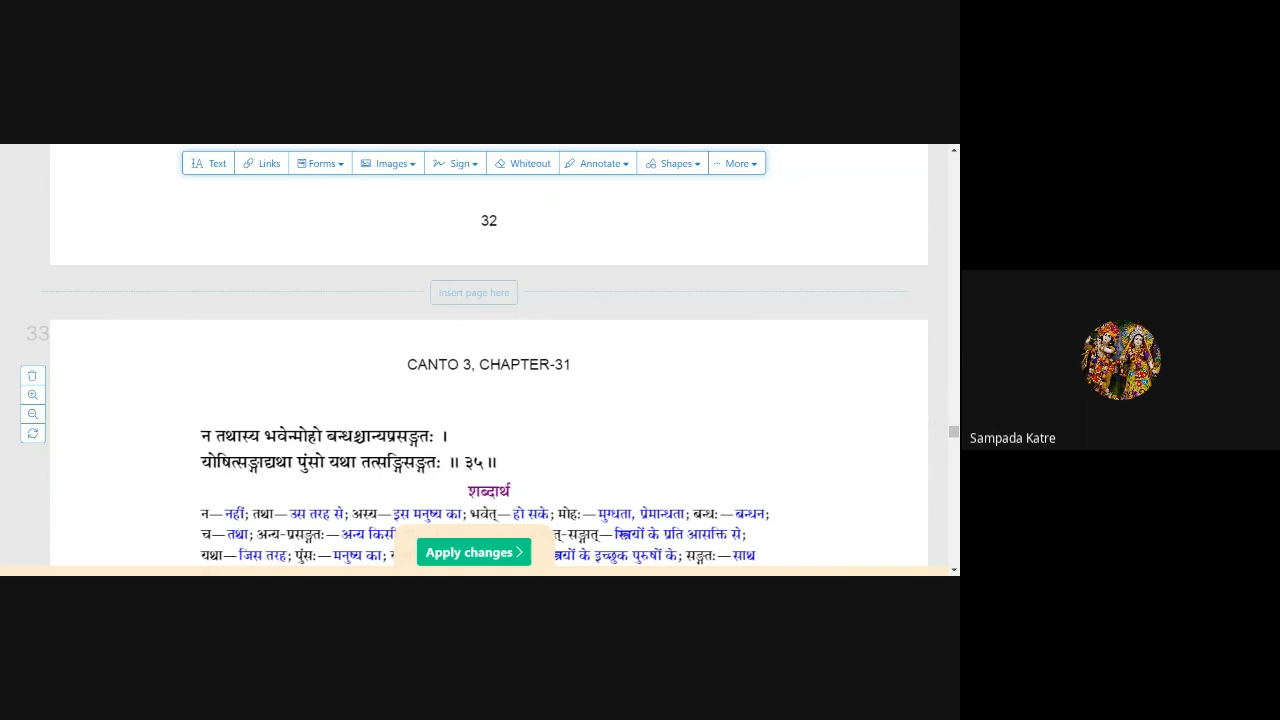 Text Links Forms Images Sign Whiteout Annotate Shapes More
32
Insert page here
33
CANTO 3, CHAPTER-31
न तथास्य भवेन्मोहो बन्धश्चान्यप्रसङ्गतः ।
योषित्सङ्गाद्यथा पुंसो यथा तत्सङ्गिसङ्गतः ॥ ३५॥
शब्दार्थ
न—नहीं; तथा—उस तरह से; अस्य—इस मनुष्य का; भवेत्—हो सके; मोहः—मुग्धता, प्रेमान्धता; बन्धः—बन्धन;
च—तथा; अन्य-प्रसङ्गतः—अन्य त्-सङ्गात्—स्त्रियों के प्रति आसक्ति से;
यथा—जिस तरह; पुंसः—मनुष्य का; के इच्छुक पुरुषों के; सङ्गतः—साथ
Apply changes
Sampada Katre